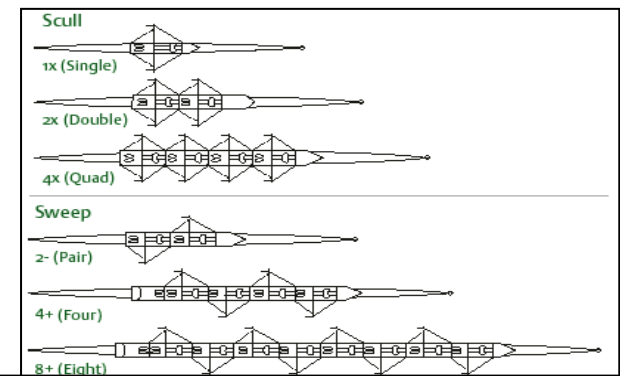 Scull
1x (Single)
2x (Double)
4x (Quad)
Sweep
2- (Pair)
4+ (Four)
8+ (Eight)